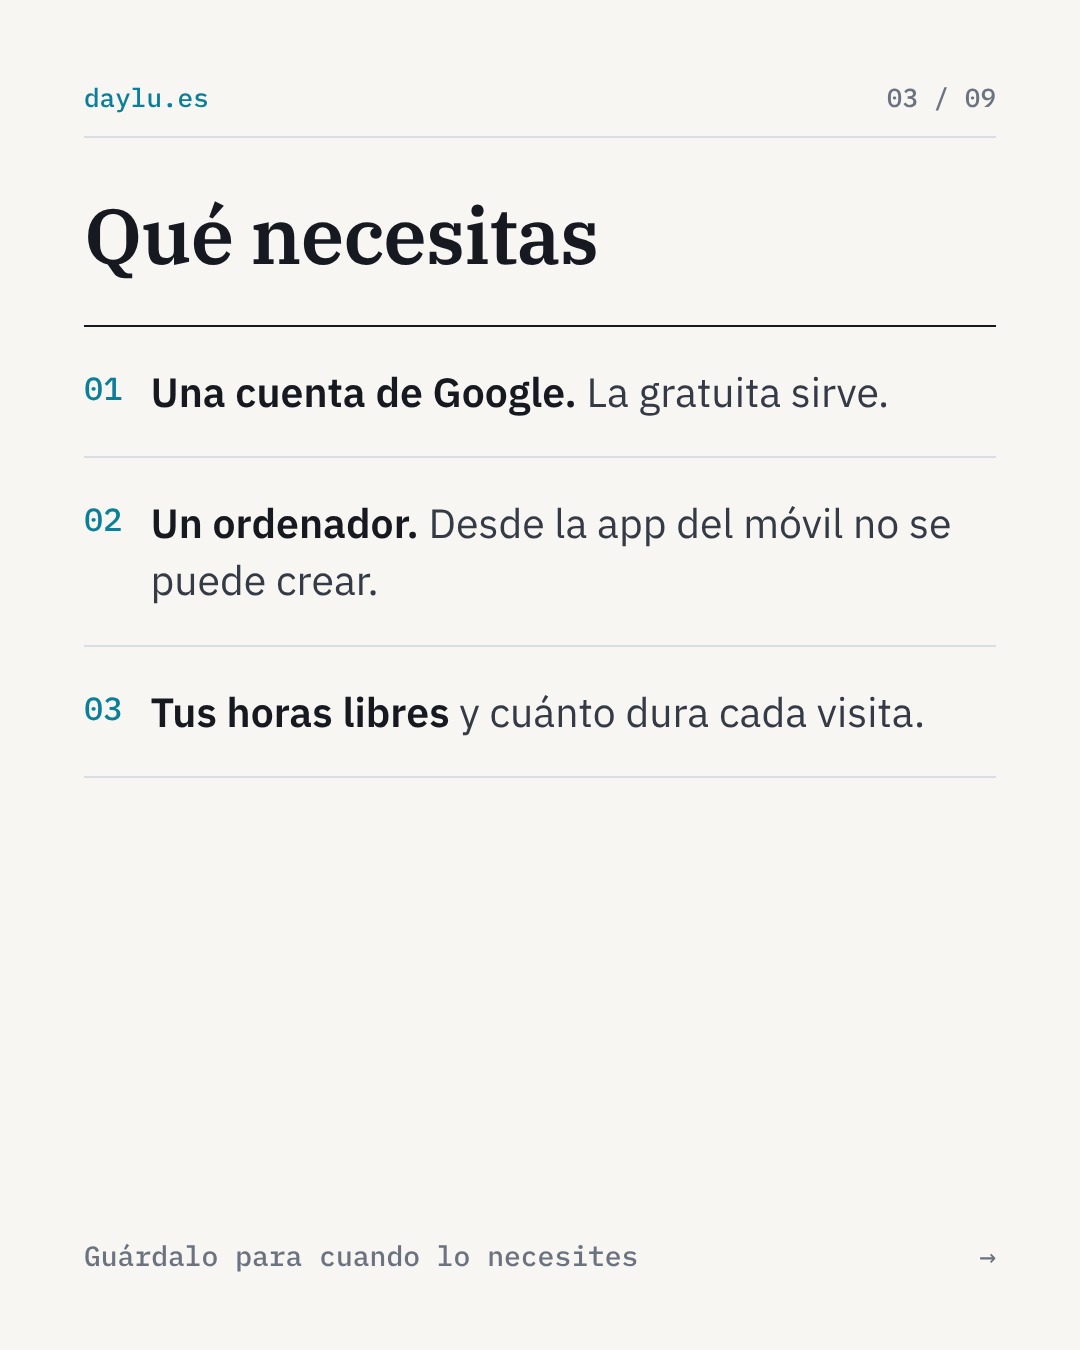 daylu.es
03 / 09
Qué necesitas
01 Una cuenta de Google. La gratuita sirve.
02 Un ordenador. Desde la app del móvil no se
puede crear.
03 Tus horas libres y cuánto dura cada visita.
Guárdalo para cuando lo necesites →